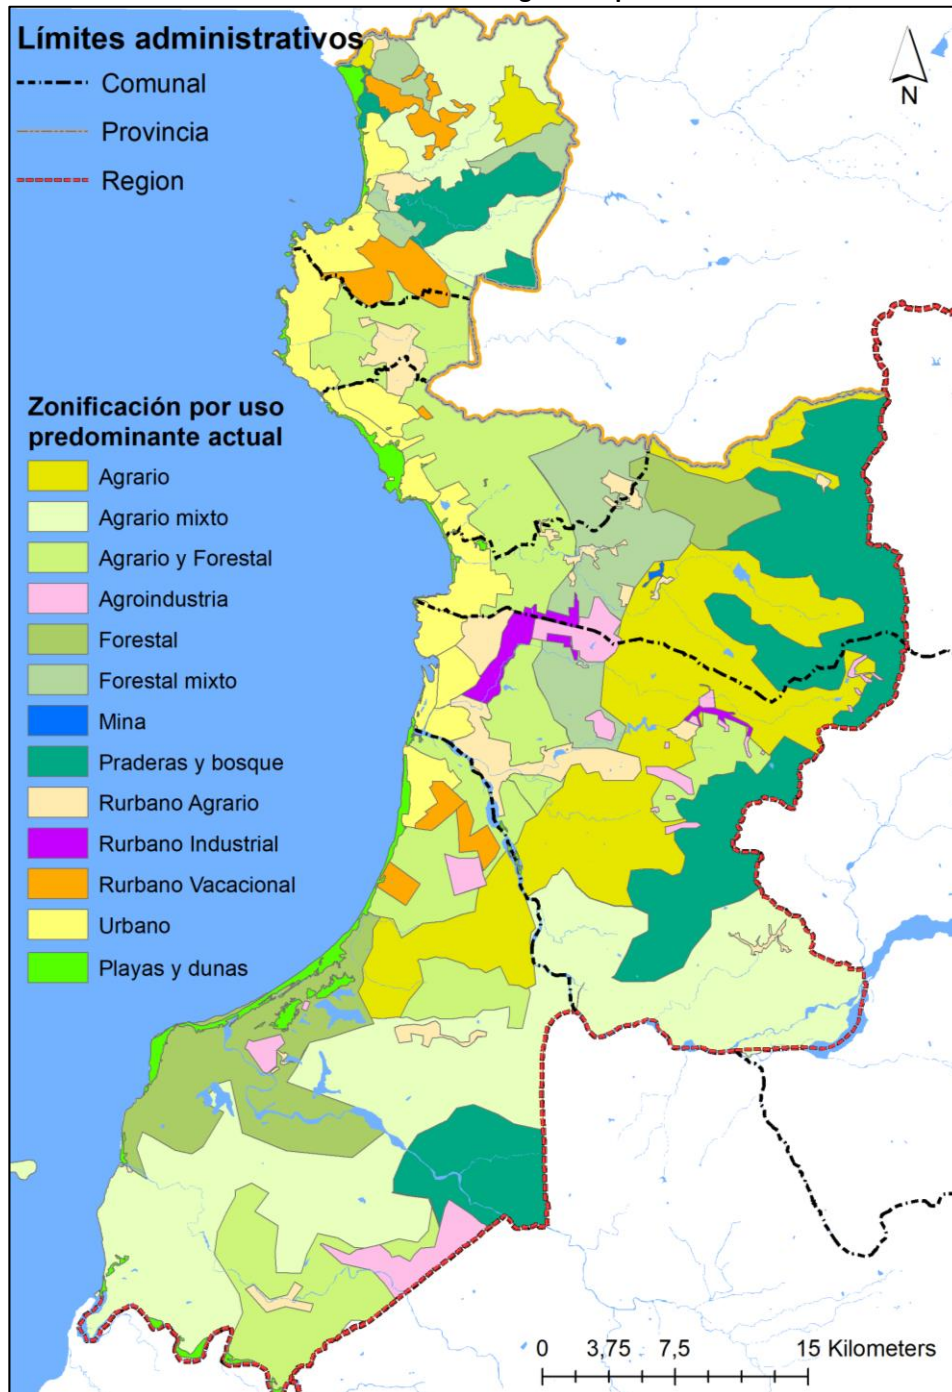 Límites administrativos
Comunal
Provincia
Region
N
Zonificación por uso
predominante actual
Agrario
Agrario mixto
Agrario y Forestal
Agroindustria
Forestal
Forestal mixto
Mina
Praderas y bosque
Rurbano Agrario
Rurbano Industrial
Rurbano Vacacional
Urbano
Playas y dunas
0 3,75 7,5 15 Kilometers